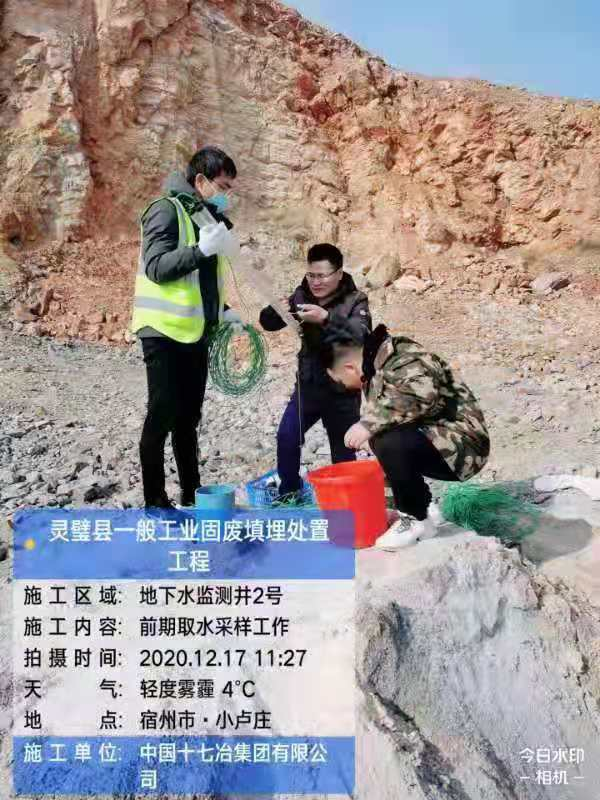 灵璧县一般工业固废填埋处置
工程
施工区域: 地下水监测井2号
施工内容: 前期取水采样工作
拍摄时间: 2020.12.17 11:27
天气: 轻度雾霾 4℃
地点: 宿州市·小卢庄
施工单位: 中国十七冶集团有限公
司
今日水印
－相机－